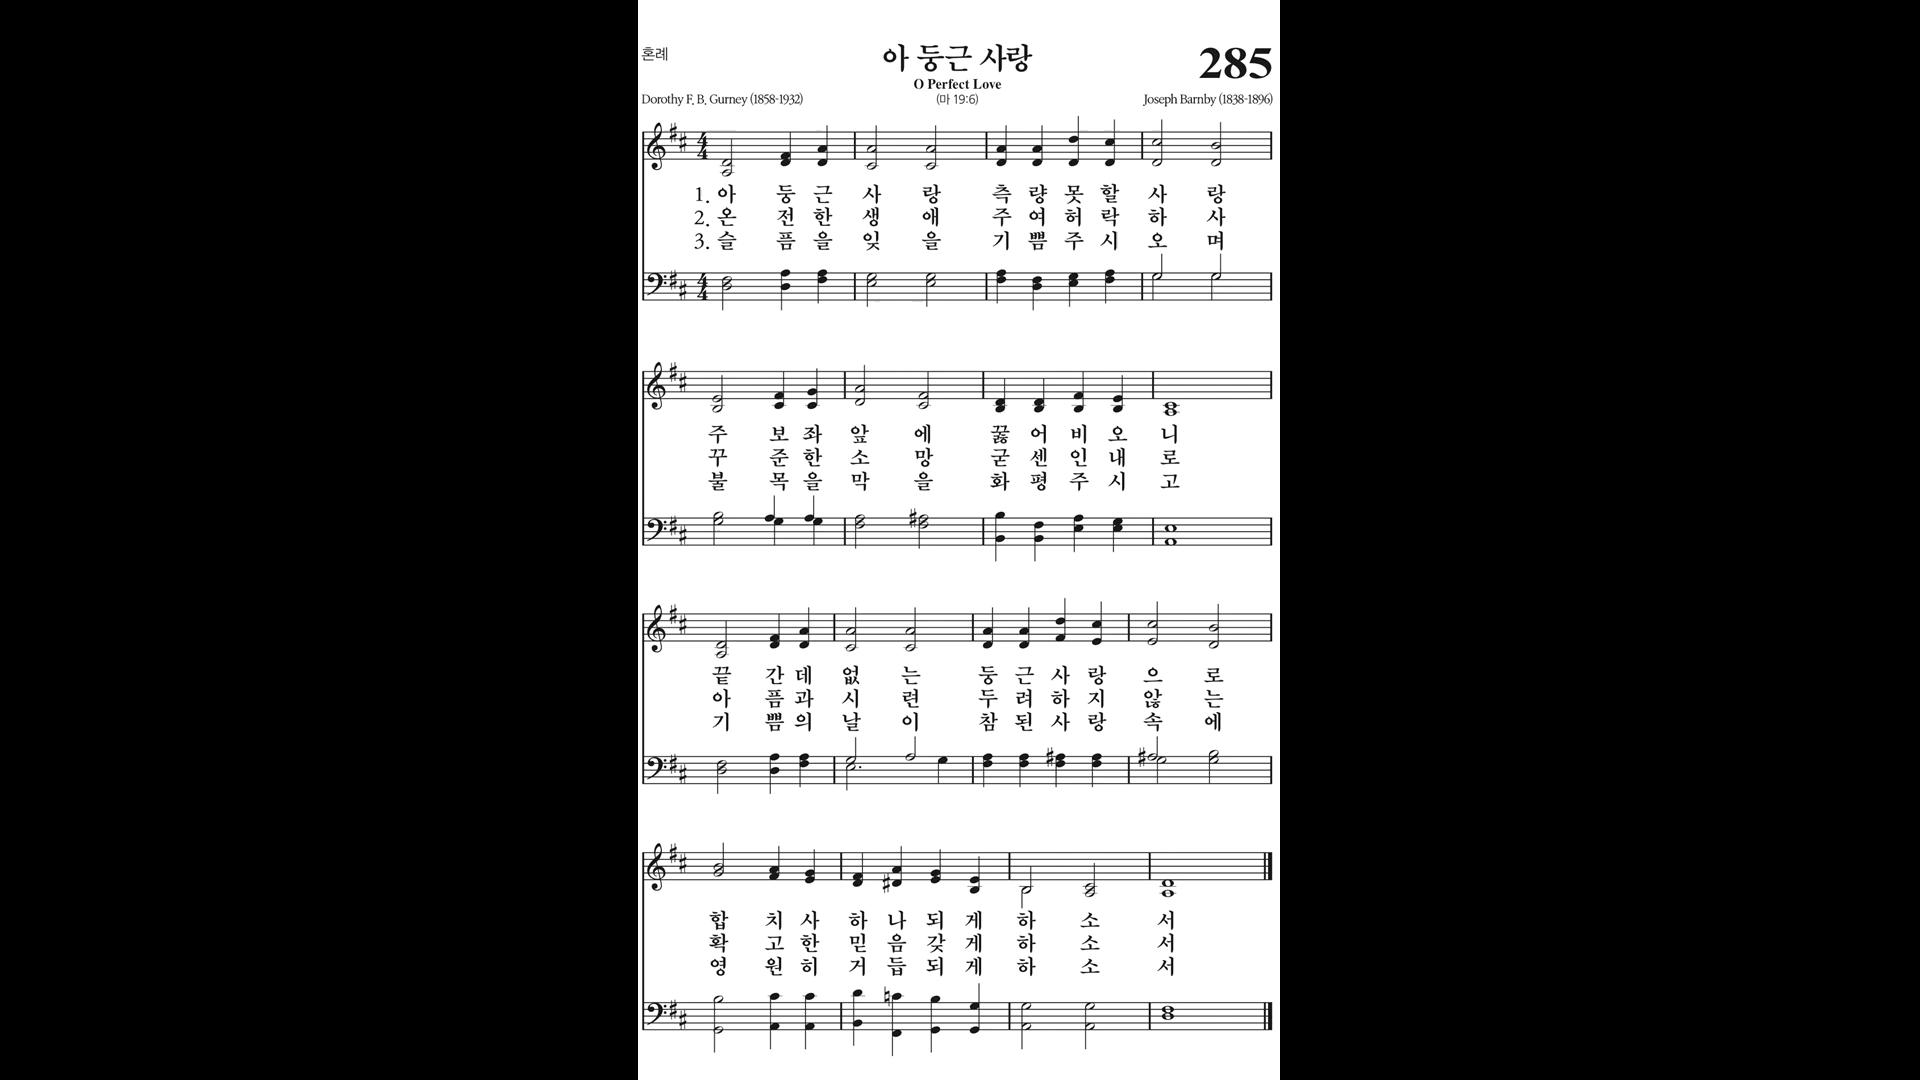 혼례
아 둥근 사랑
285
O Perfect Love
Dorothy F. B. Gurney (1858-1932)
(마 19:6)
Joseph Barnby (1838-1896)
1. 아 둥근 사랑 측량못할 사랑
2. 온 전한 생애 주여허락 하사
3. 슬 픔을 잊을 기쁨주시 오며
주 보좌 앞에 꿇어비오 니
꾸 준한 소망 굳센인내 로
불 목을 막을 화평주시 고
끝 간데 없는 둥근사랑 으로
아 픔과 시련 두려하지 않는
기 쁨의 날이 참된사랑 속에
합 치사 하나되게 하소 서
확 고한 믿음갖게 하소 서
영 원히 거듭되게 하소 서